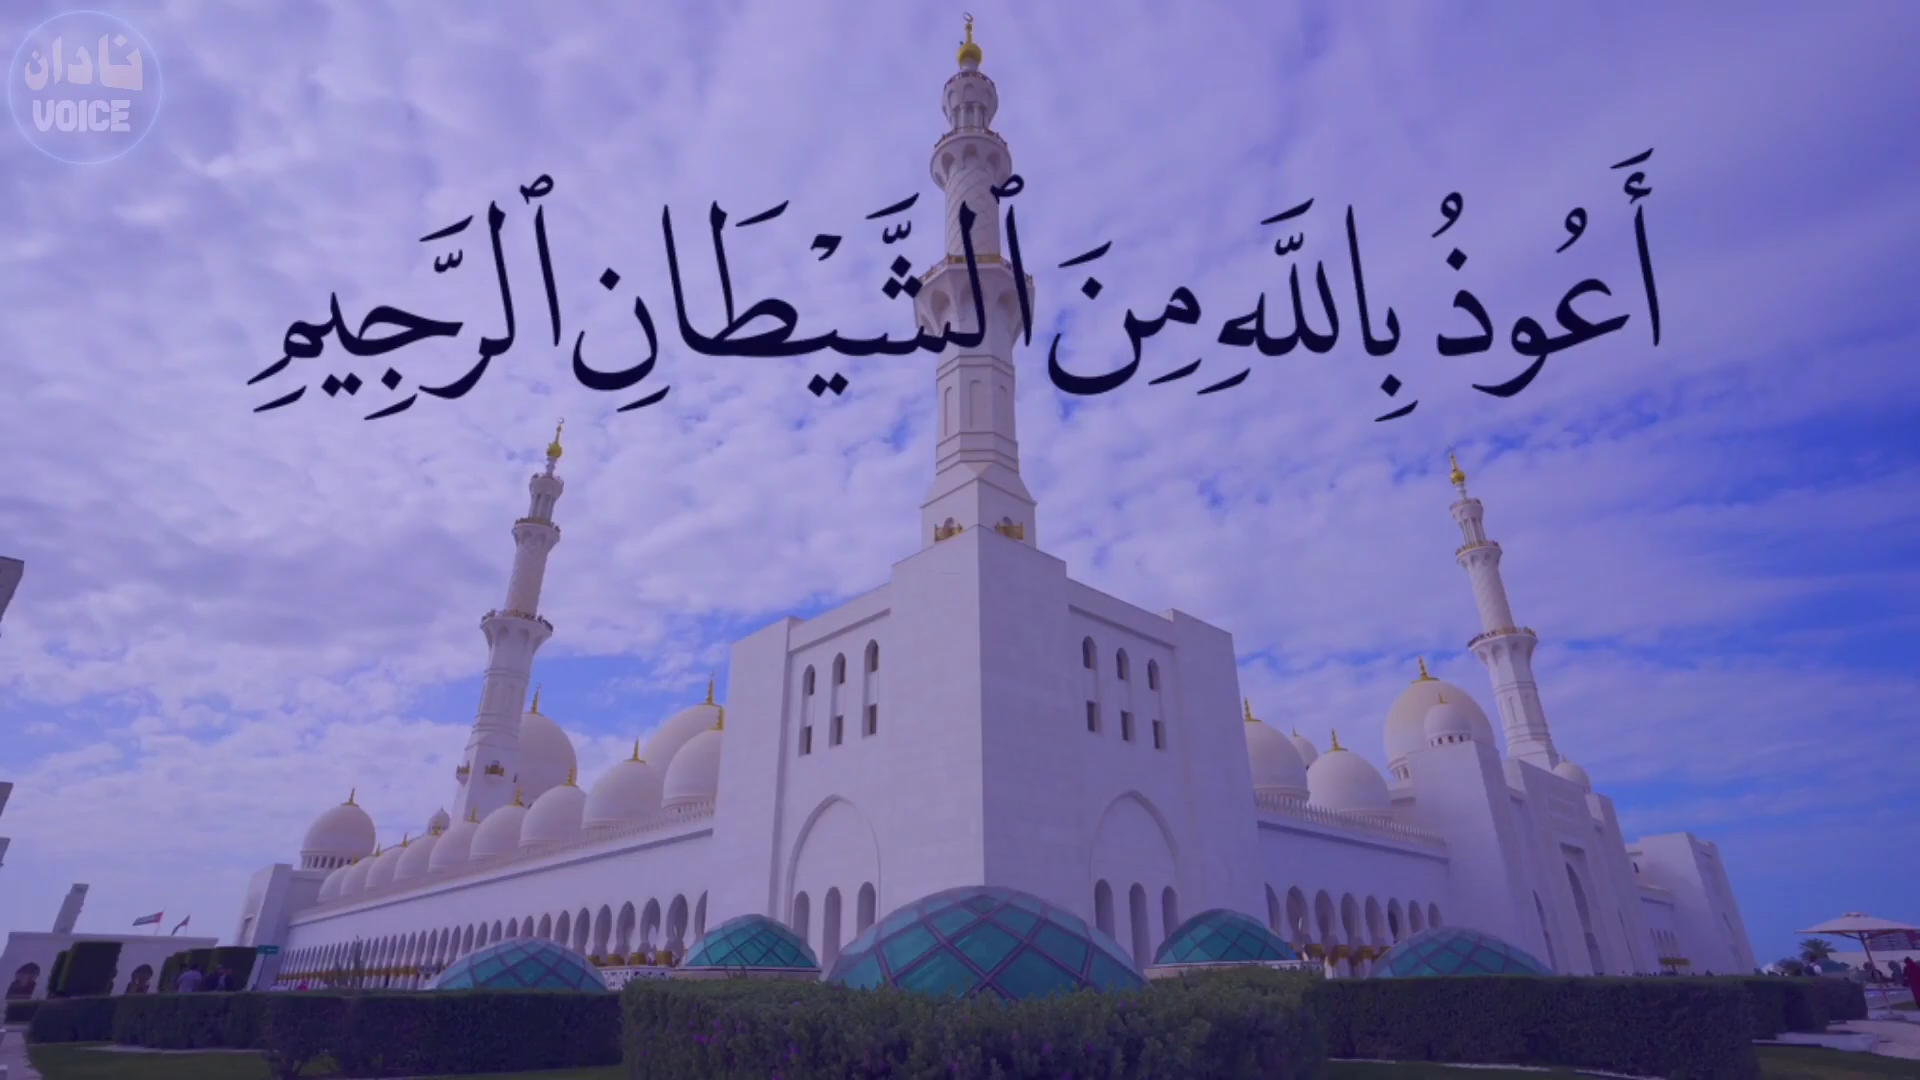 نادان
VOICE
أَعُوذُ بِاللَّهِ مِنَ ٱلشَّيْطَانِ ٱلرَّجِيمِ